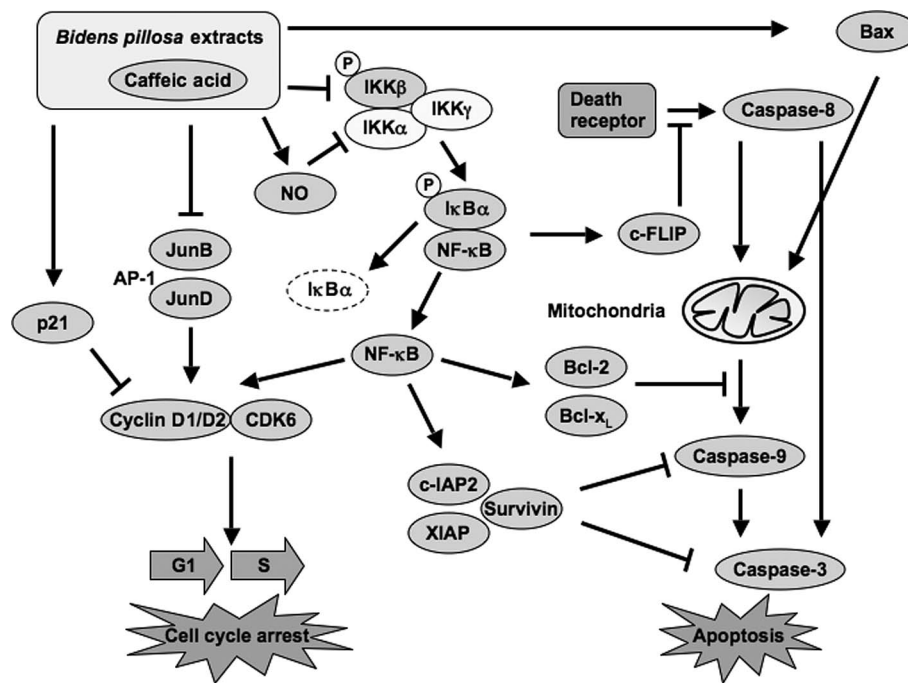 Bidens pillosa extracts
Caffeic acid
Bax
P
IKKβ
IKKγ
IKKα
Death
receptor
Caspase-8
NO
P
IκBα
NF-κB
c-FLIP
JunB
AP-1
JunD
IκBα
Mitochondria
p21
NF-κB
Bcl-2
Bcl-xL
Cyclin D1/D2
CDK6
Caspase-9
c-IAP2
Survivin
XIAP
G1
S
Caspase-3
Cell cycle arrest
Apoptosis